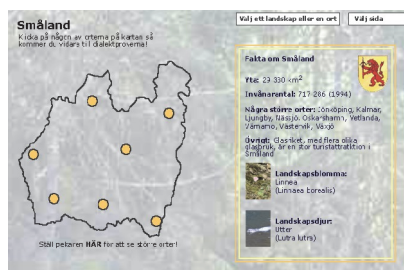 Småland
Klicka på någon av orterna på kartan så
kommer du vidare till dialektproverna!
Ställ pekaren HÄR för att se större orter!
Välj ett landskap eller en ort
Välj sida
Fakta om Småland
Yta: 29 330 km²
Invånarantal: 717 286 (1994)
Några större orter: Jönköping, Kalmar,
Ljungby, Nässjö, Oskarshamn, Vetlanda,
Värnamo, Västervik, Växjö
Övrigt: Glasriket, med flera olika
glasbruk, är en stor turistattraktion i
Småland
Landskapsblomma:
Linnea
(Linnaea borealis)
Landskapsdjur:
Utter
(Lutra lutra)